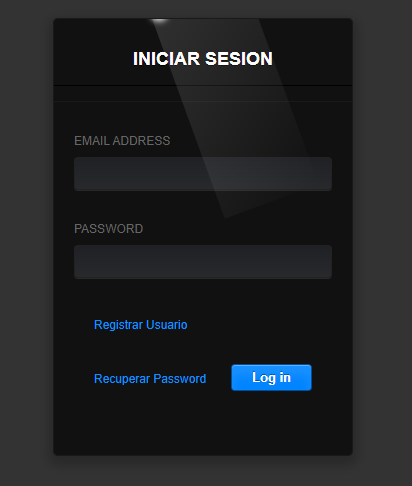 INICIAR SESION
EMAIL ADDRESS
PASSWORD
Registrar Usuario
Recuperar Password
Log in